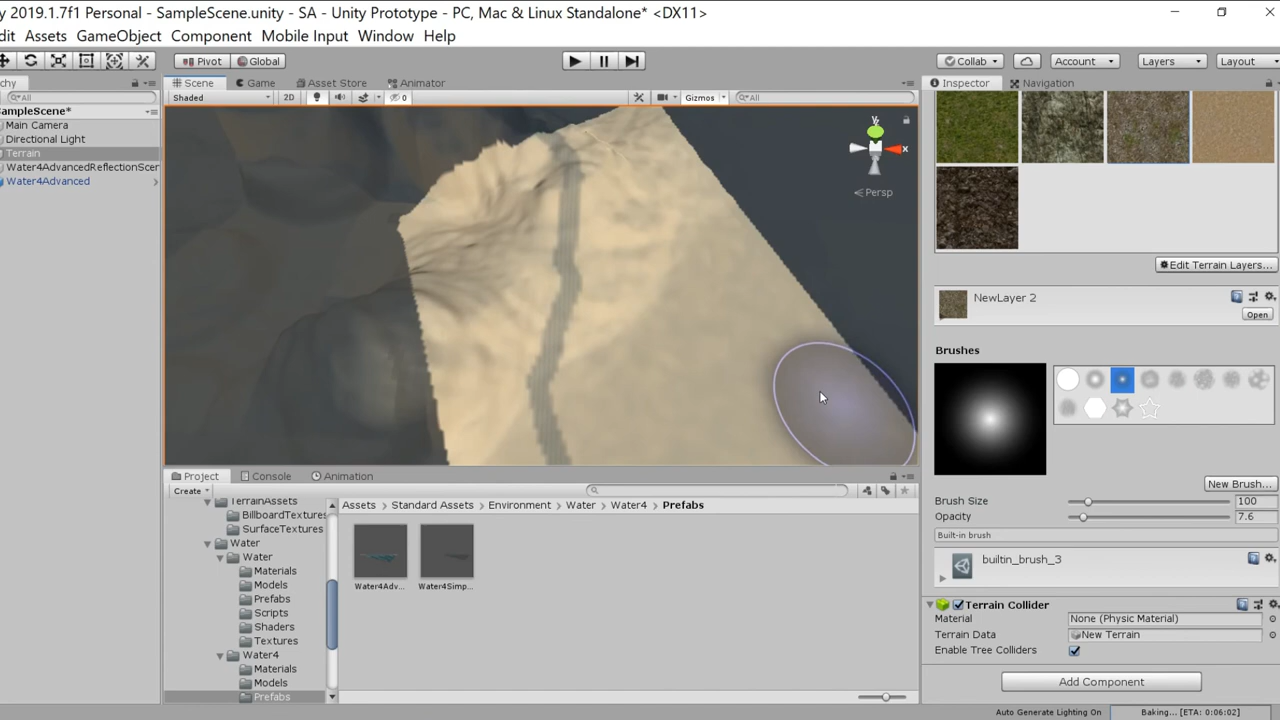 y 2019.1.7f1 Personal - SampleScene.unity - SA - Unity Prototype - PC, Mac & Linux Standalone* <DX11>
dit Assets GameObject Component Mobile Input Window Help
Pivot Global Collab Account Layers Layout
chy Scene Game Asset Store Animator Inspector Navigation
All Shaded 2D 0 Gizmos All
ampleScene*
Main Camera
Directional Light
Terrain
Water4AdvancedReflectionScer
Water4Advanced
y
x
Persp
Edit Terrain Layers...
NewLayer 2
Open
Brushes
New Brush...
Brush Size 100
Opacity 7.6
Built-in brush
builtin_brush_3
Terrain Collider
Material None (Physic Material)
Terrain Data New Terrain
Enable Tree Colliders
Add Component
Project Console Animation
Create
TerrainAssets
BillboardTextures
SurfaceTextures
Water
Water
Materials
Models
Prefabs
Scripts
Shaders
Textures
Water4
Materials
Models
Prefabs
Assets Standard Assets Environment Water Water4 Prefabs
Water4Adv... Water4Simp...
Auto Generate Lighting On Baking... [ETA: 0:06:02]